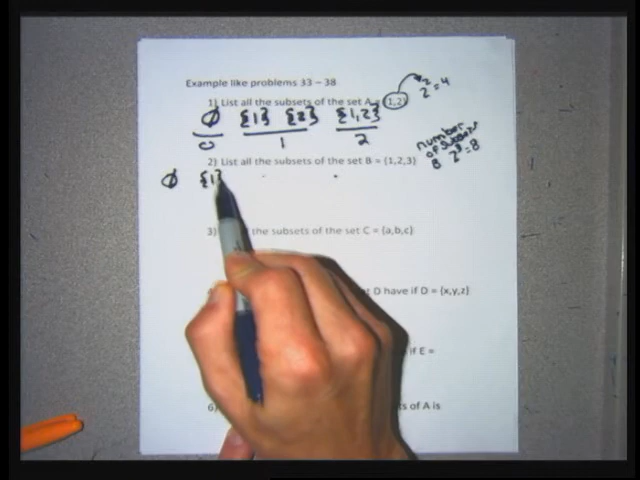 Example like problems 33 – 38
1) List all the subsets of the set A = {1,2}
2² = 4
∅ {1} {2} {1,2}
0 1 2
number
of subsets
8 2³ = 8
2) List all the subsets of the set B = {1,2,3}
∅ {1}
3) the subsets of the set C = {a,b,c}
D have if D = {x,y,z}
if E =
6) of A is